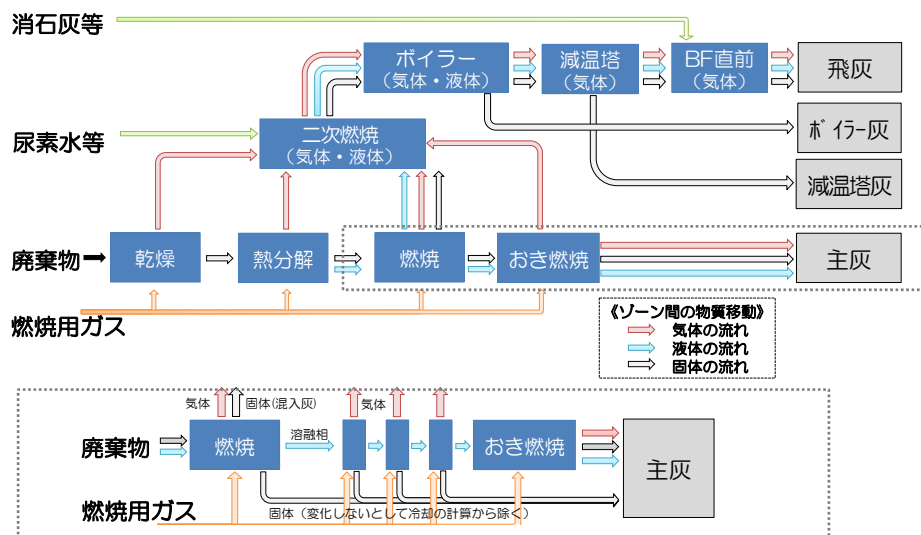 消石灰等
ボイラー
（気体・液体）
減温塔
（気体）
BF直前
（気体）
飛灰
尿素水等
二次燃焼
（気体・液体）
ﾎﾞｲﾗｰ灰
減温塔灰
廃棄物
乾燥
熱分解
燃焼
おき燃焼
主灰
燃焼用ガス
《ゾーン間の物質移動》
気体の流れ
液体の流れ
固体の流れ
気体
固体(混入灰)
気体
廃棄物
燃焼
溶融相
おき燃焼
主灰
燃焼用ガス
固体（変化しないとして冷却の計算から除く）